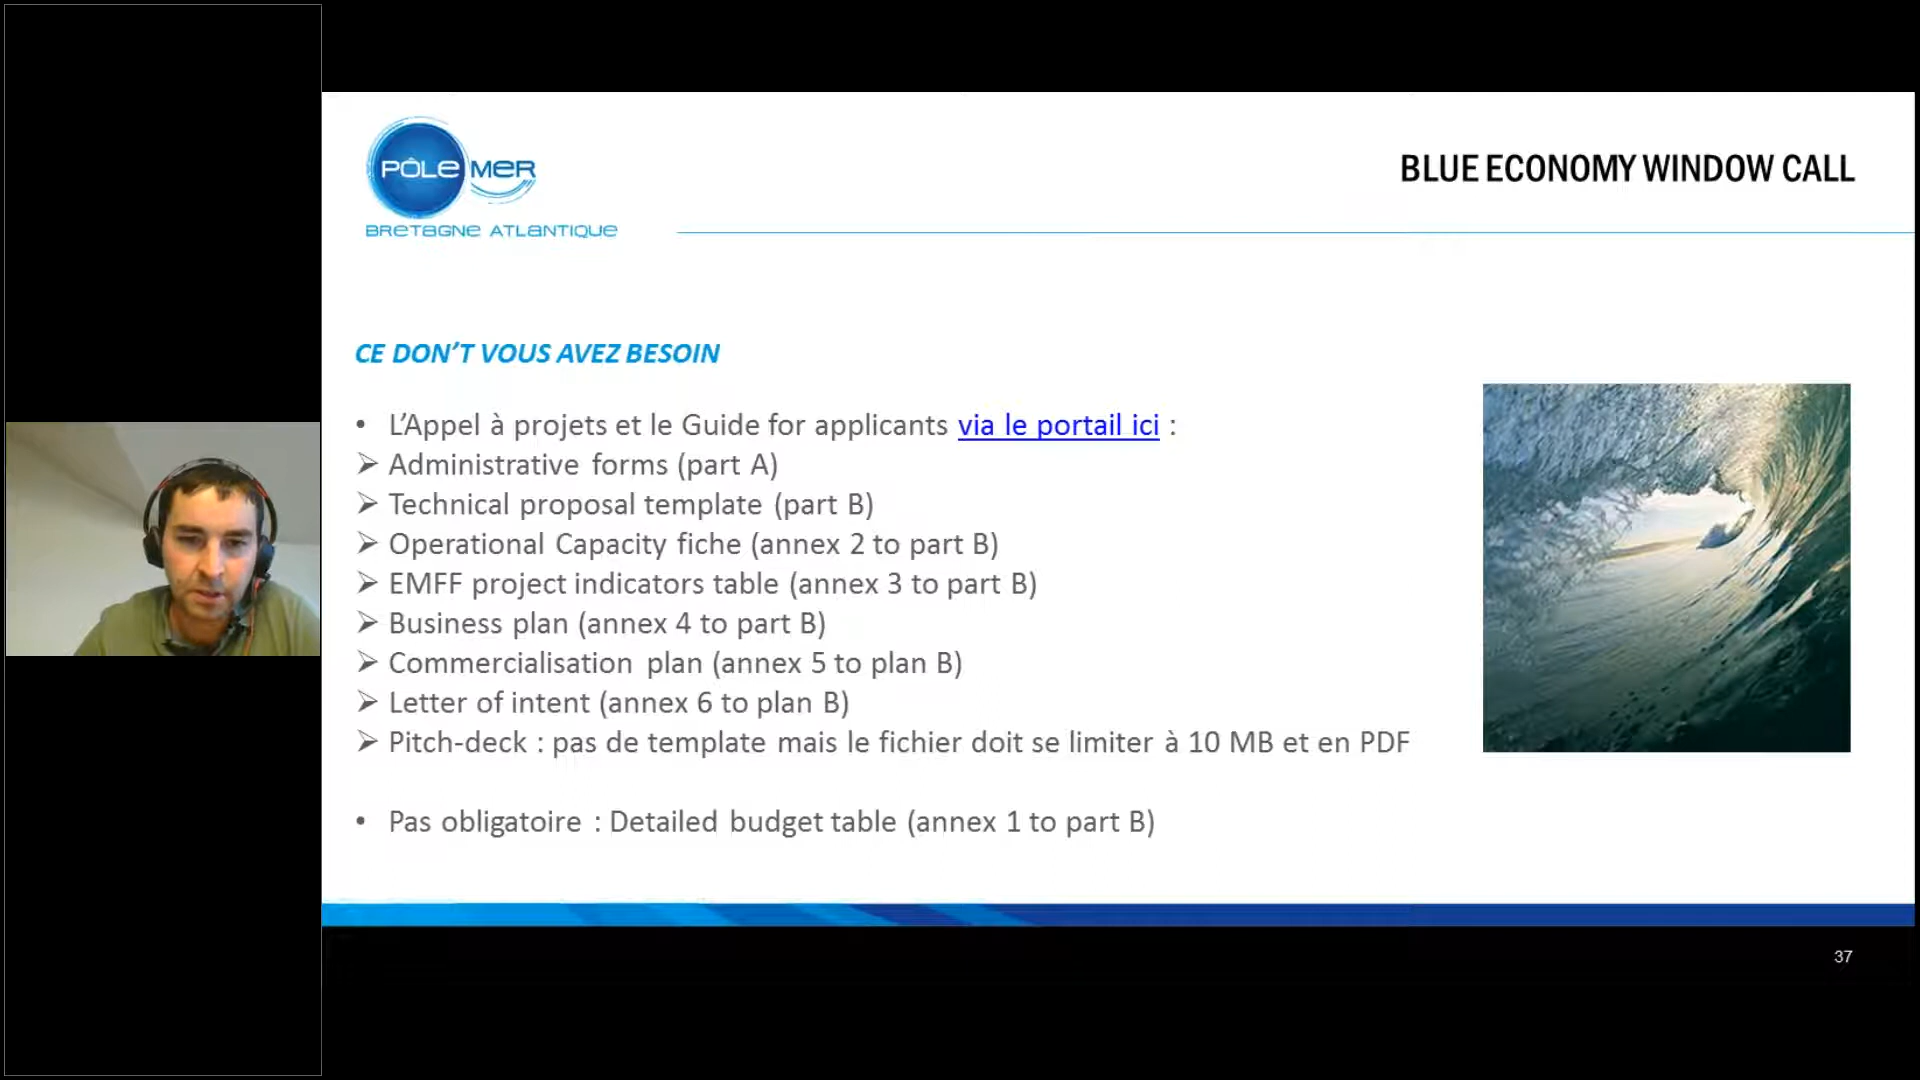 PÔLE MER
BRETAGNE ATLANTIQUE
BLUE ECONOMY WINDOW CALL
CE DON’T VOUS AVEZ BESOIN
• L’Appel à projets et le Guide for applicants via le portail ici :
➢ Administrative forms (part A)
➢ Technical proposal template (part B)
➢ Operational Capacity fiche (annex 2 to part B)
➢ EMFF project indicators table (annex 3 to part B)
➢ Business plan (annex 4 to part B)
➢ Commercialisation plan (annex 5 to plan B)
➢ Letter of intent (annex 6 to plan B)
➢ Pitch-deck : pas de template mais le fichier doit se limiter à 10 MB et en PDF
• Pas obligatoire : Detailed budget table (annex 1 to part B)
37